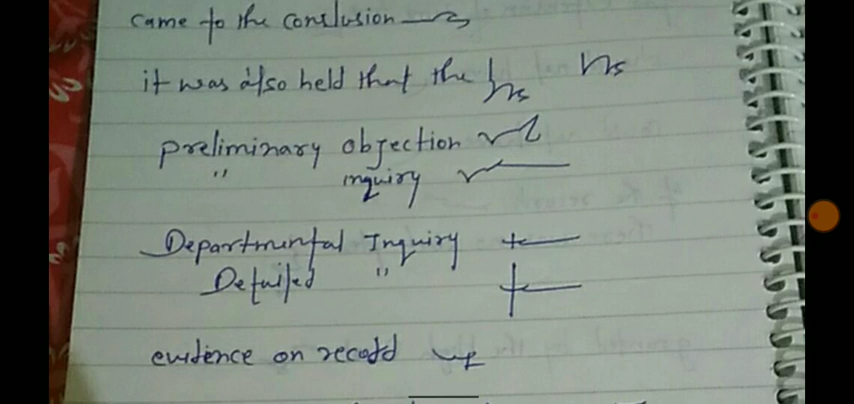 came to the conclusion
it was also held that the
preliminary objection
" inquiry
Departmental Inquiry
Detailed "
evidence on record